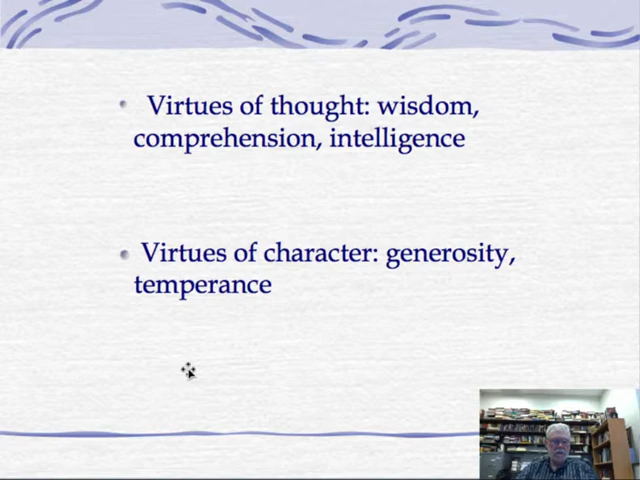 Virtues of thought: wisdom,
comprehension, intelligence
Virtues of character: generosity,
temperance